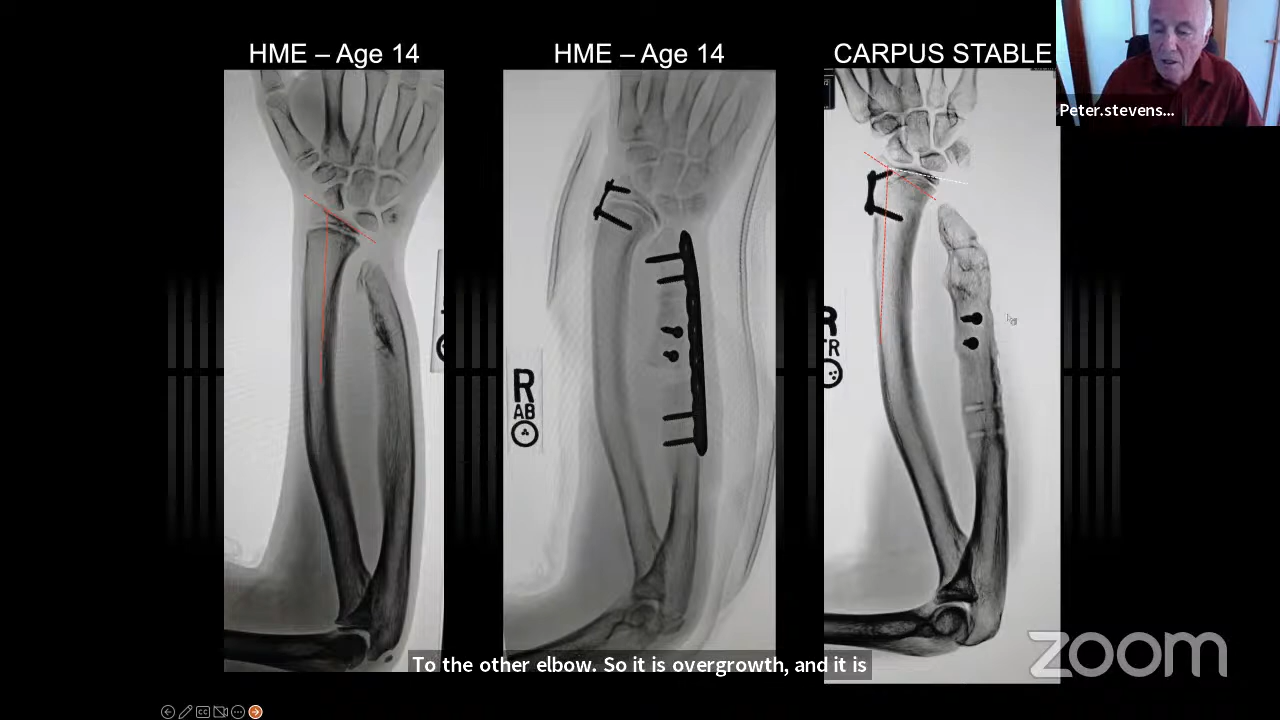 HME – Age 14
HME – Age 14
CARPUS STABLE
Peter.stevens...
R
AB
R
TR
To the other elbow. So it is overgrowth, and it is
zoom